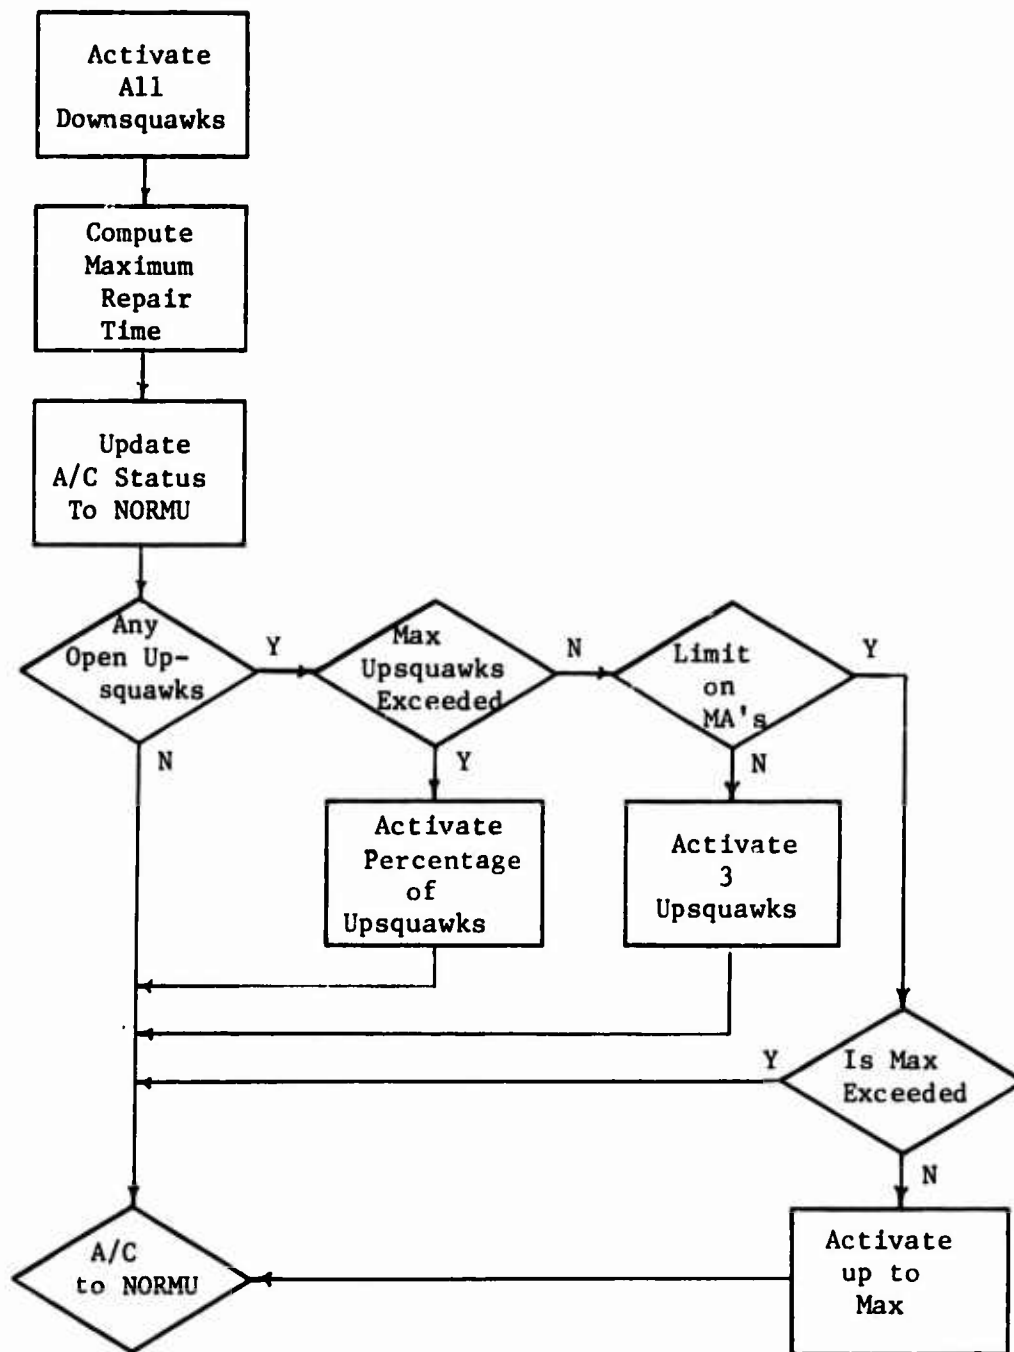 Activate
All
Downsquawks
Compute
Maximum
Repair
Time
Update
A/C Status
To NORMU
Any
Open Up-
squawks
Y
N
Max
Upsquawks
Exceeded
N
Y
Limit
on
MA's
Y
N
Activate
Percentage
of
Upsquawks
Activate
3
Upsquawks
Y
Is Max
Exceeded
N
A/C
to NORMU
Activate
up to
Max